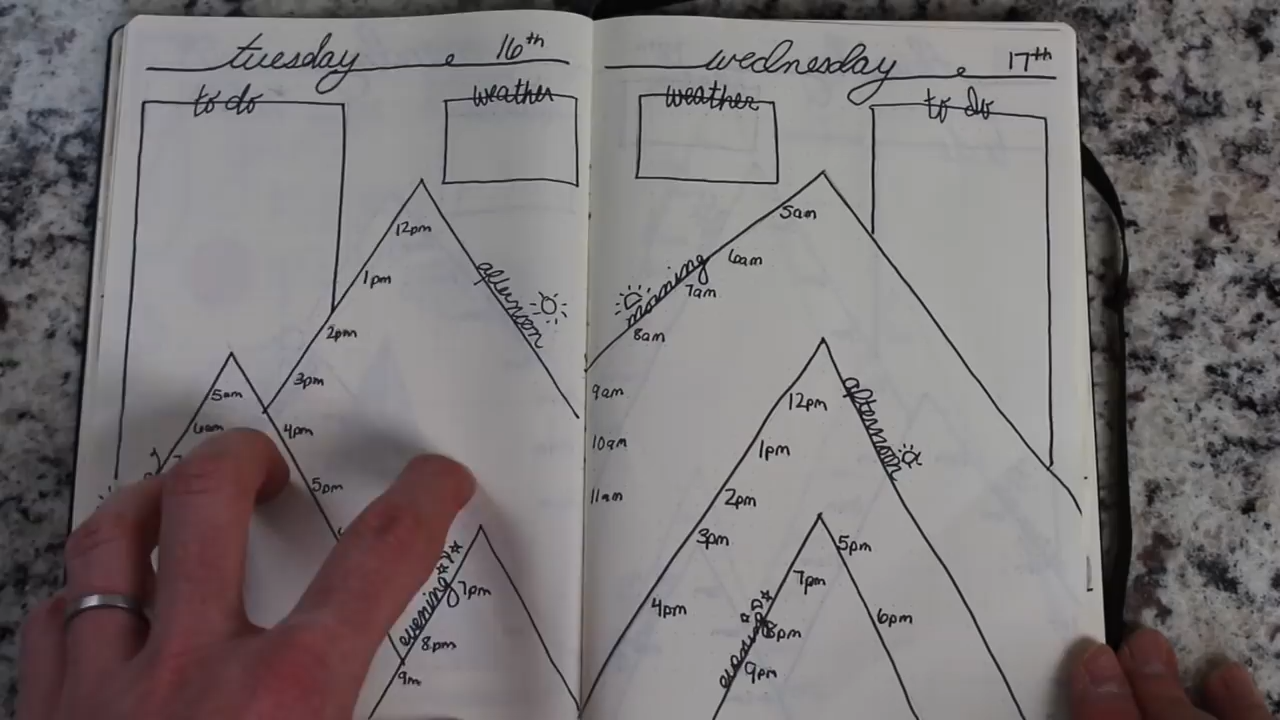 tuesday 16th
to do
weather
12pm
1pm
2pm
3pm
4pm
5pm
afternoon
5am
6am
evening
7pm
8pm
9m
wednesday 17th
weather
to do
5am
6am
7am
8am
9am
10am
11am
morning
12pm
1pm
2pm
3pm
4pm
afternoon
5pm
6pm
evening
7pm
8pm
9pm